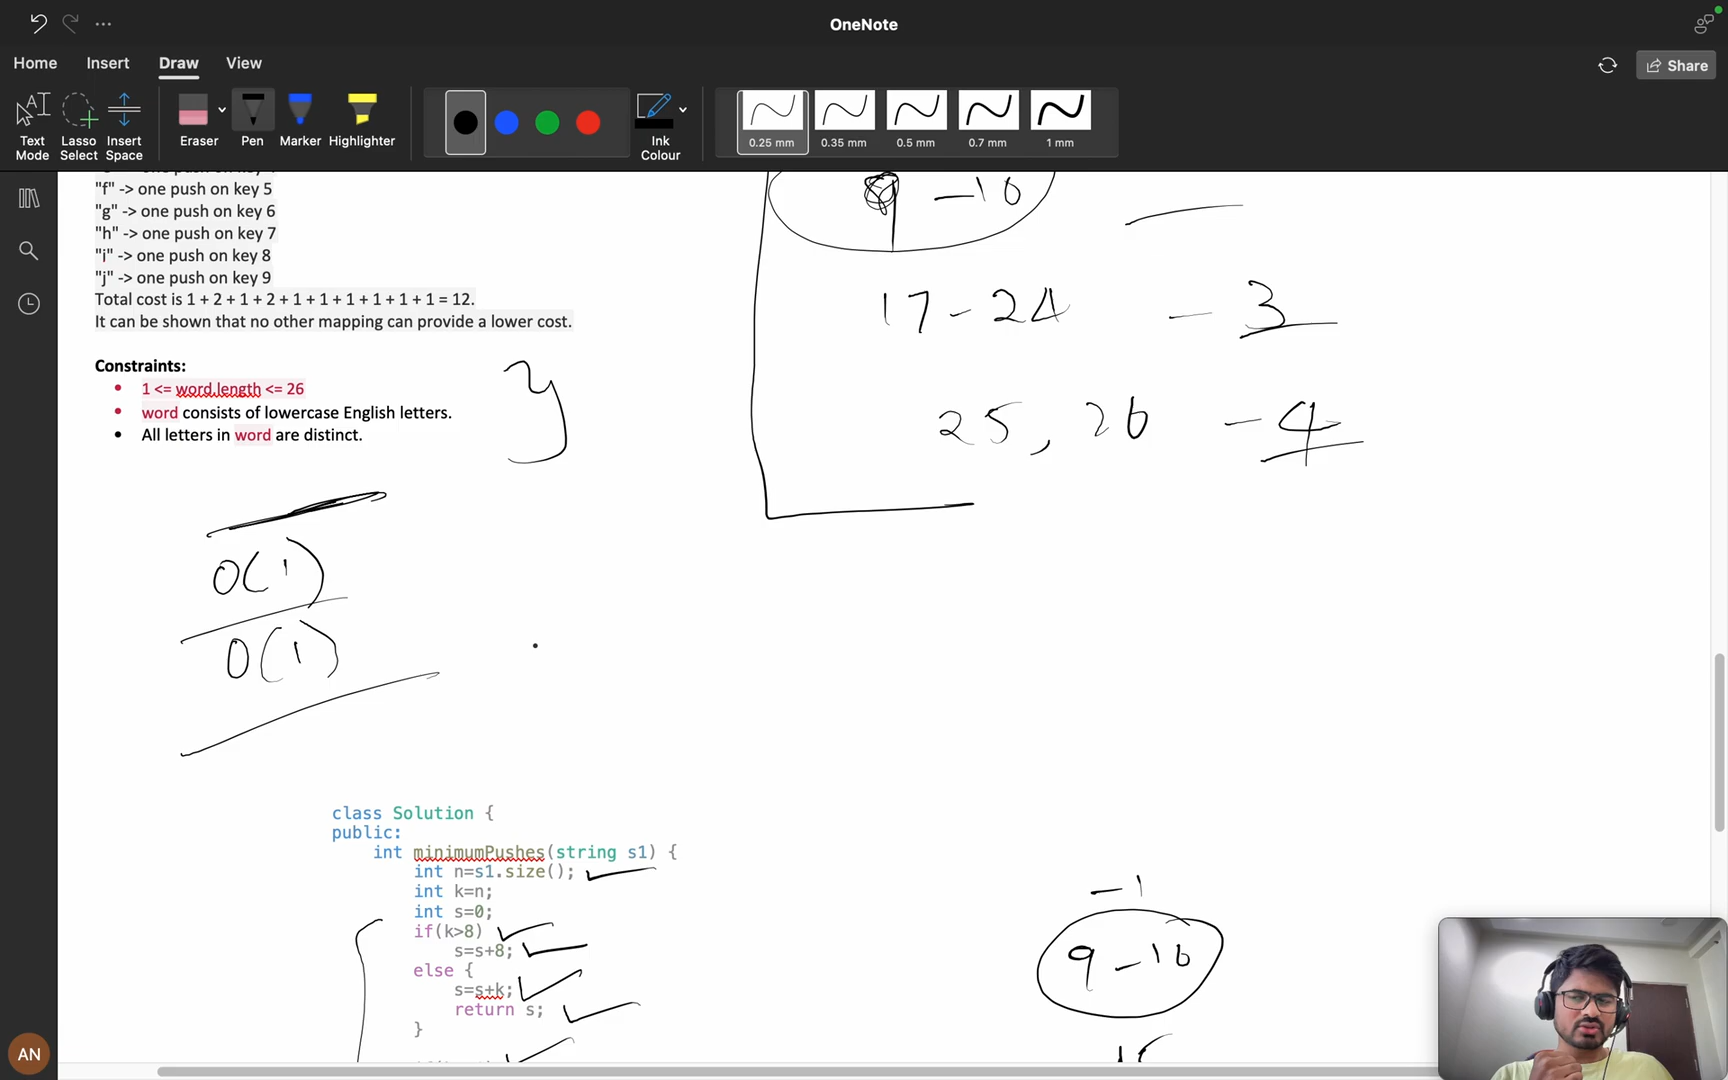 OneNote
Home Insert Draw View
Share
Text Mode
Lasso Select
Insert Space
Eraser
Pen
Marker
Highlighter
Ink Colour
0.25 mm
0.35 mm
0.5 mm
0.7 mm
1 mm
"f" -> one push on key 5
"g" -> one push on key 6
"h" -> one push on key 7
"i" -> one push on key 8
"j" -> one push on key 9
Total cost is 1 + 2 + 1 + 2 + 1 + 1 + 1 + 1 + 1 + 1 = 12.
It can be shown that no other mapping can provide a lower cost.
Constraints:
• 1 <= word.length <= 26
• word consists of lowercase English letters.
• All letters in word are distinct.
9 - 16
17 - 24 - 3
25, 26 - 4
O(1)
O(1)
class Solution {
public:
int minimumPushes(string s1) {
int n=s1.size();
int k=n;
int s=0;
if(k>8)
s=s+8;
else {
s=s+k;
return s;
}
-1
9 - 16
AN